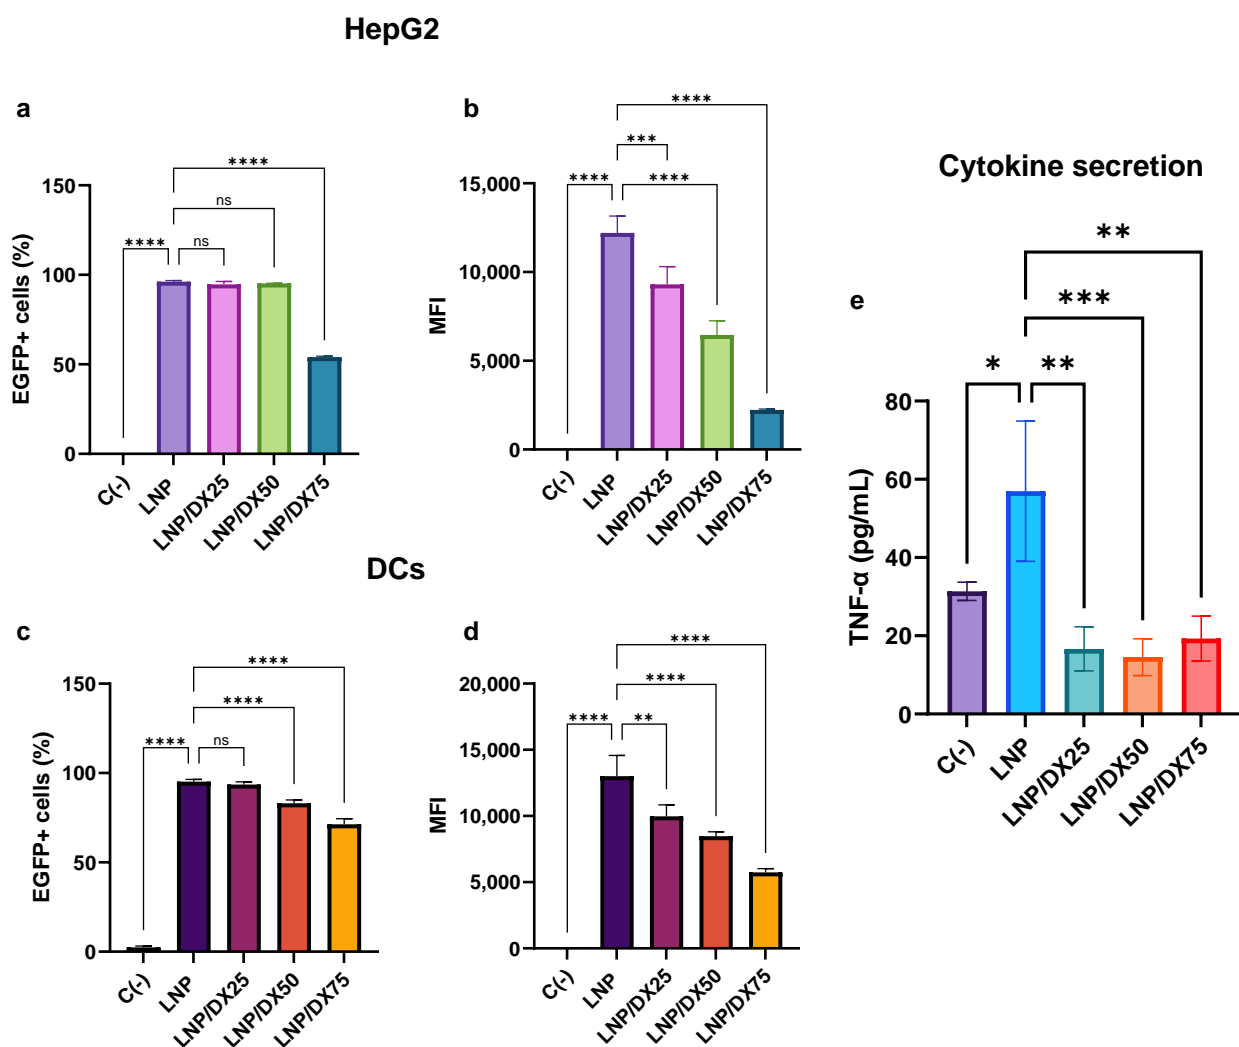 HepG2
a
EGFP+ cells (%)
150
100
50
0
****
ns
****
ns
C(-)
LNP
LNP/DX25
LNP/DX50
LNP/DX75
b
MFI
15,000
10,000
5,000
0
****
***
****
****
C(-)
LNP
LNP/DX25
LNP/DX50
LNP/DX75
DCs
c
EGFP+ cells (%)
150
100
50
0
****
****
****
ns
C(-)
LNP
LNP/DX25
LNP/DX50
LNP/DX75
d
MFI
20,000
15,000
10,000
5,000
0
****
****
****
**
C(-)
LNP
LNP/DX25
LNP/DX50
LNP/DX75
Cytokine secretion
e
TNF-α (pg/mL)
80
60
40
20
0
**
***
*
**
C(-)
LNP
LNP/DX25
LNP/DX50
LNP/DX75